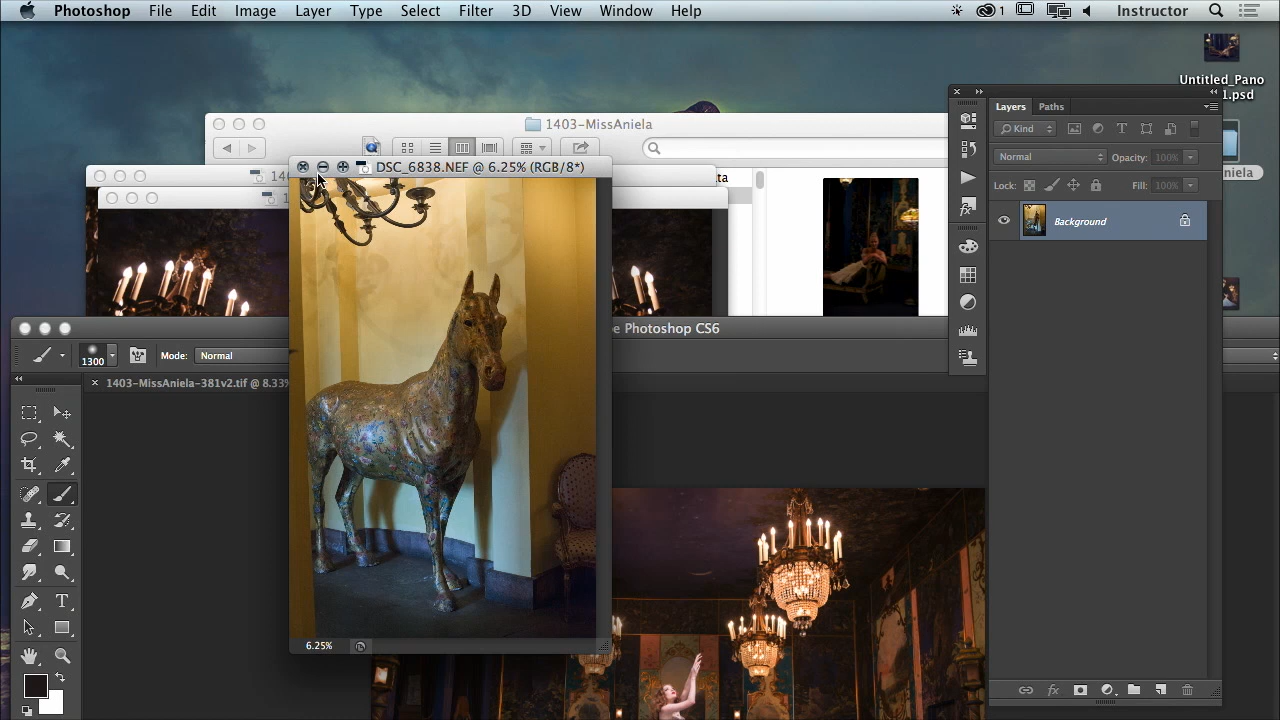 Photoshop File Edit Image Layer Type Select Filter 3D View Window Help
1 Instructor
Untitled_Pano
1.psd
1403-MissAniela
Layers Paths
Kind
DSC_6838.NEF @ 6.25% (RGB/8*)
Normal Opacity: 100%
Lock: Fill: 100%
Background
e Photoshop CS6
1300 Mode: Normal
1403-MissAniela-381v2.tif @ 8.33%
6.25%